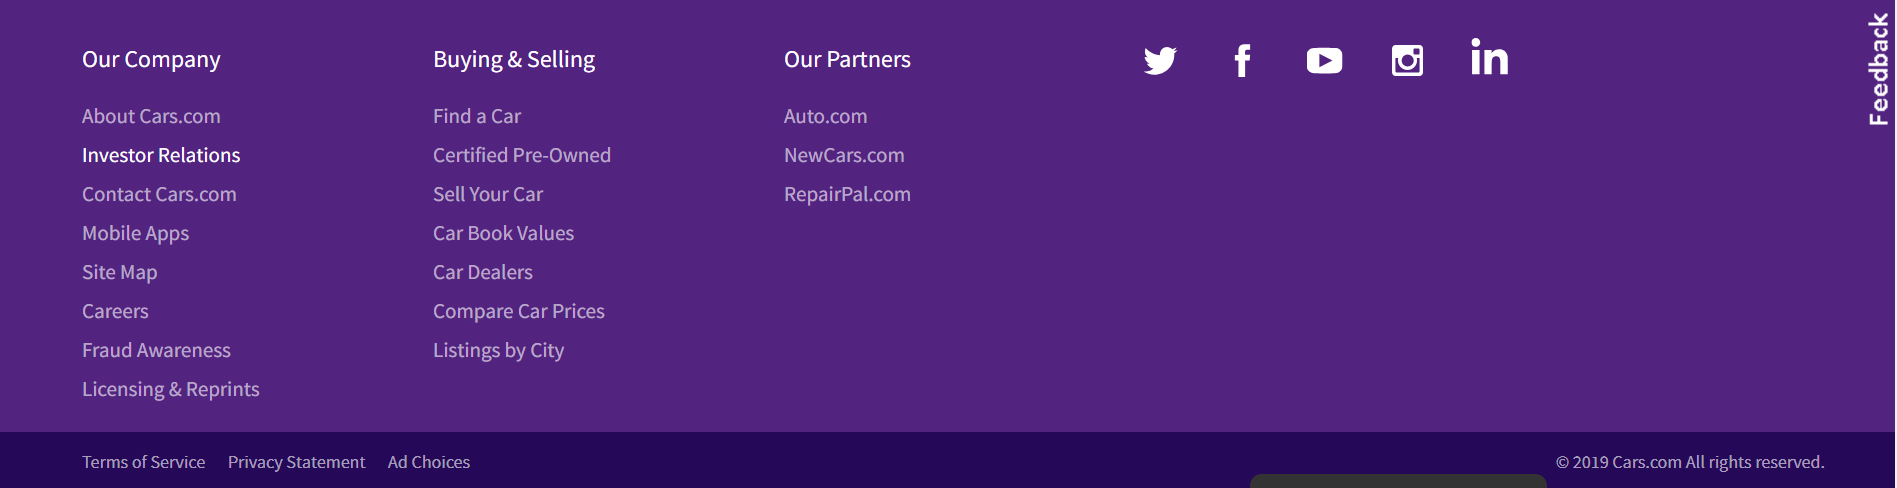 Our Company
About Cars.com
Investor Relations
Contact Cars.com
Mobile Apps
Site Map
Careers
Fraud Awareness
Licensing & Reprints
Buying & Selling
Find a Car
Certified Pre-Owned
Sell Your Car
Car Book Values
Car Dealers
Compare Car Prices
Listings by City
Our Partners
Auto.com
NewCars.com
RepairPal.com
Feedback
Terms of Service Privacy Statement Ad Choices
© 2019 Cars.com All rights reserved.